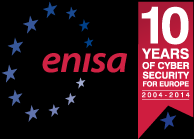 enisa
10
YEARS
OF CYBER
SECURITY
FOR EUROPE
2004-2014